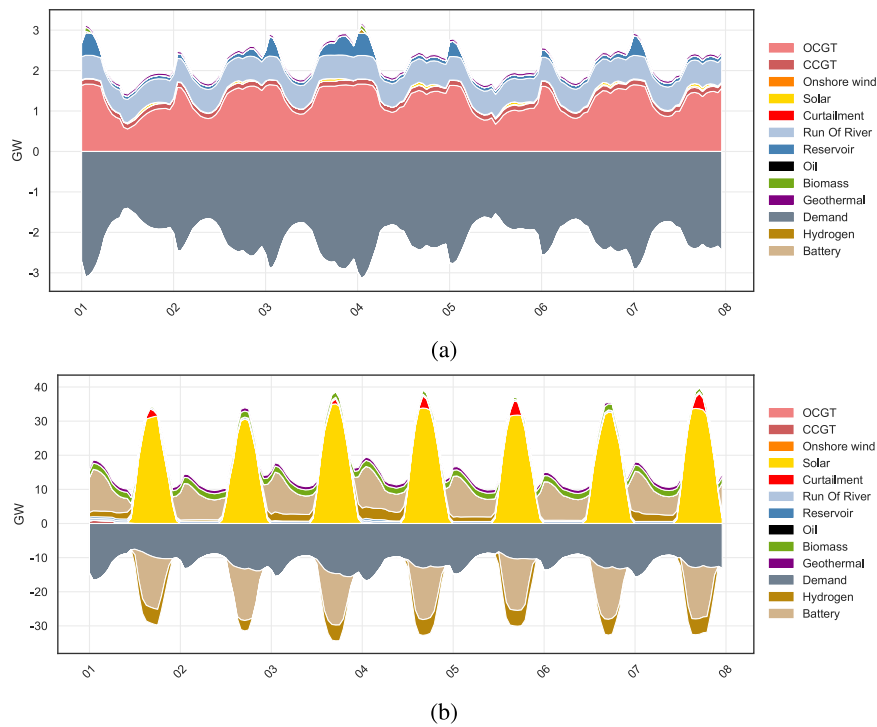 3
2
1
0
-1
-2
-3
GW
01
02
03
04
05
06
07
08
OCGT
CCGT
Onshore wind
Solar
Curtailment
Run Of River
Reservoir
Oil
Biomass
Geothermal
Demand
Hydrogen
Battery
(a)
40
30
20
10
0
-10
-20
-30
GW
01
02
03
04
05
06
07
08
OCGT
CCGT
Onshore wind
Solar
Curtailment
Run Of River
Reservoir
Oil
Biomass
Geothermal
Demand
Hydrogen
Battery
(b)